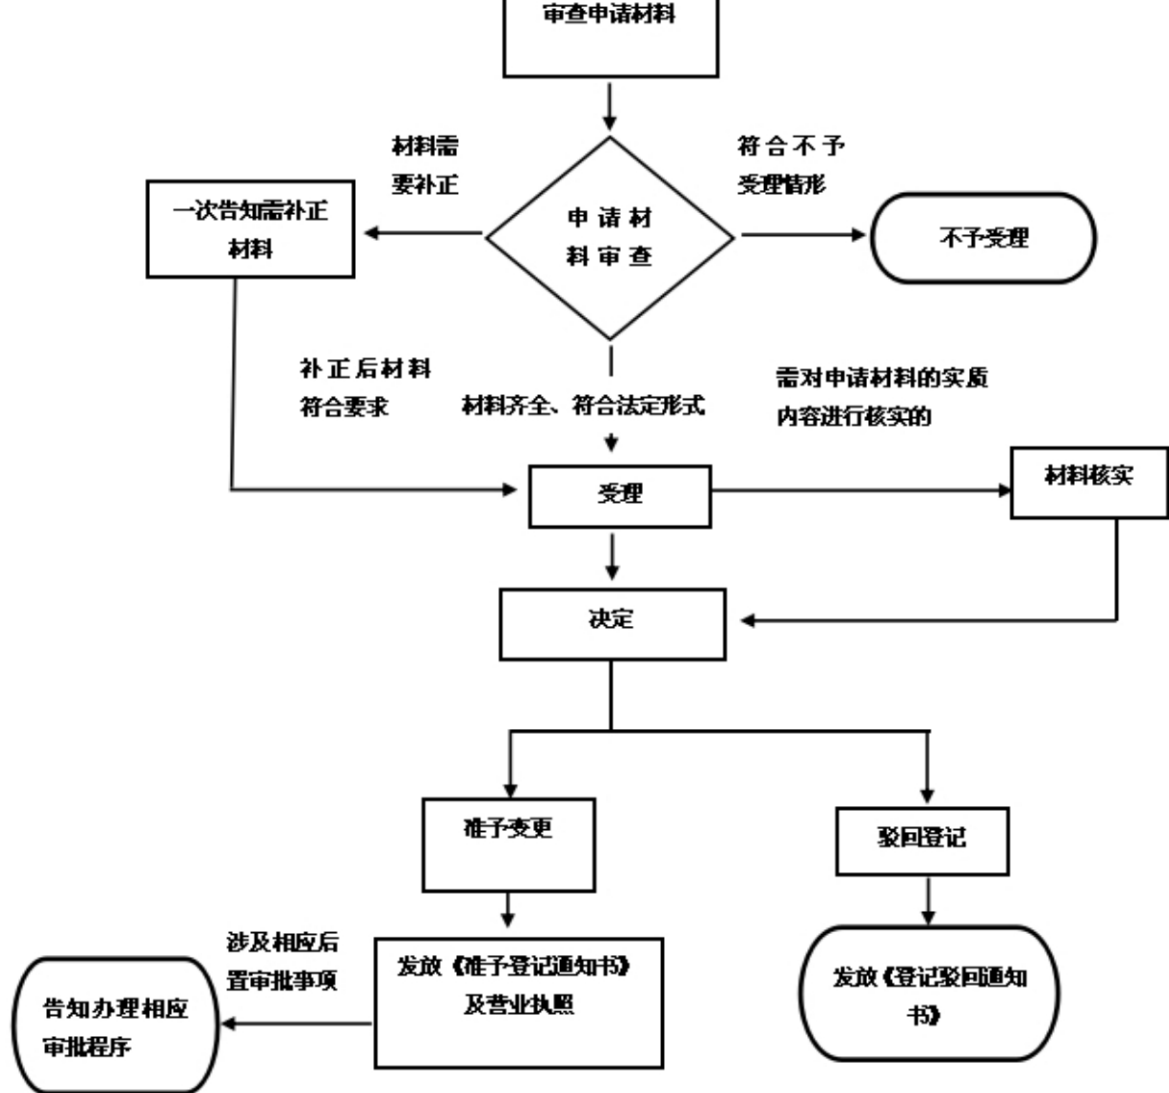 审查申请材料
材料需
要补正
符合不予
受理情形
一次告知需补正
材料
申请材
料审查
不予受理
补正后材料
符合要求
材料齐全、符合法定形式
需对申请材料的实质
内容进行核实的
受理
材料核实
决定
准予变更
驳回登记
涉及相应后
置审批事项
发放《准予登记通知书》
及营业执照
发放《登记驳回通知
书》
告知办理相应
审批程序